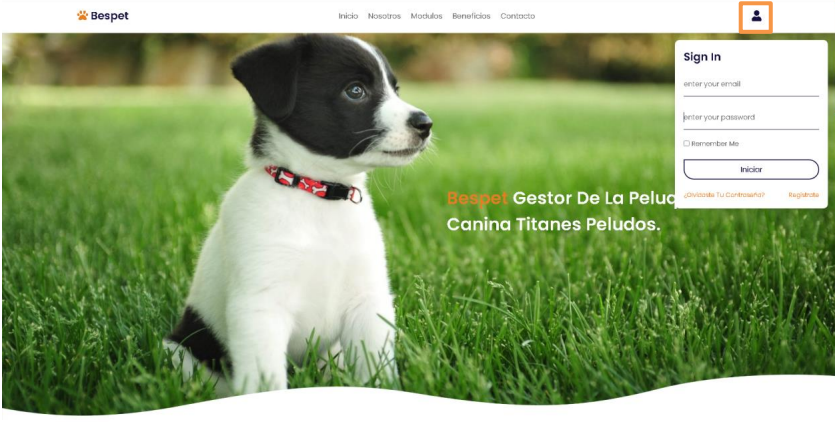 Bespet
Inicio Nosotros Modulos Beneficios Contacto
Sign In
enter your email
enter your password
Remember Me
Iniciar
¿Olvidaste Tu Contraseña? Registrate
Bespet Gestor De La Peluq
Canina Titanes Peludos.